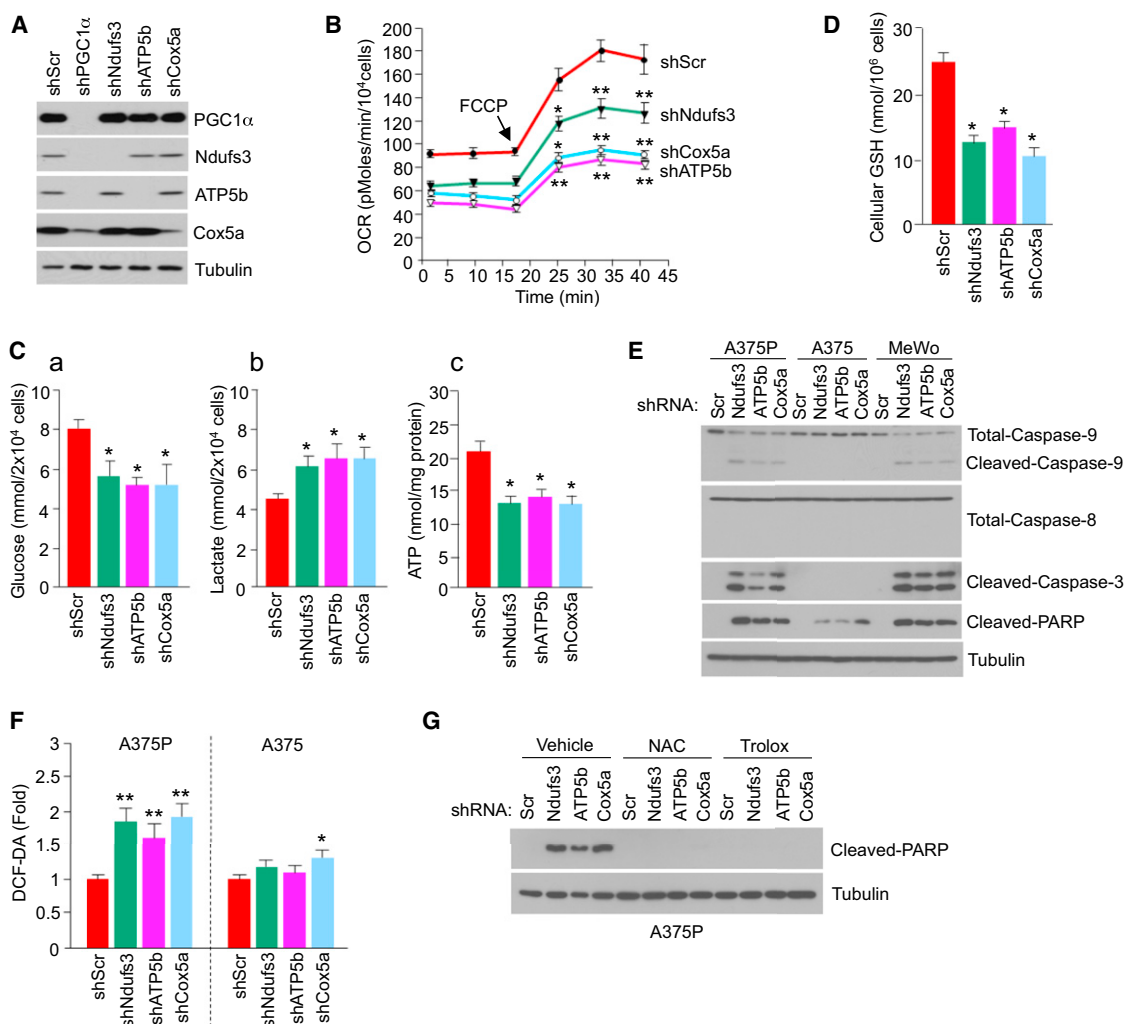 A
shScr
shPGC1α
shNdufs3
shATP5b
shCox5a
PGC1α
Ndufs3
ATP5b
Cox5a
Tubulin
B
OCR (pMoles/min/10⁴cells)
200
180
160
140
120
100
80
60
40
20
0
0 5 10 15 20 25 30 35 40 45
Time (min)
FCCP
shScr
shNdufs3
shCox5a
shATP5b
* ** **
* ** **
** ** **
D
Cellular GSH (nmol/10⁶ cells)
30
20
10
0
* * *
shScr
shNdufs3
shATP5b
shCox5a
C
a
Glucose (mmol/2x10⁴ cells)
10
8
6
4
2
0
* * *
shScr
shNdufs3
shATP5b
shCox5a
b
Lactate (mmol/2x10⁴ cells)
10
8
6
4
2
0
* * *
shScr
shNdufs3
shATP5b
shCox5a
c
ATP (nmol/mg protein)
30
25
20
15
10
5
0
* * *
shScr
shNdufs3
shATP5b
shCox5a
E
A375P A375 MeWo
shRNA:
Scr Ndufs3 ATP5b Cox5a Scr Ndufs3 ATP5b Cox5a Scr Ndufs3 ATP5b Cox5a
Total-Caspase-9
Cleaved-Caspase-9
Total-Caspase-8
Cleaved-Caspase-3
Cleaved-PARP
Tubulin
F
DCF-DA (Fold)
3
2.5
2
1.5
1
0.5
0
A375P A375
** ** ** *
shScr
shNdufs3
shATP5b
shCox5a
shScr
shNdufs3
shATP5b
shCox5a
G
Vehicle NAC Trolox
shRNA:
Scr Ndufs3 ATP5b Cox5a Scr Ndufs3 ATP5b Cox5a Scr Ndufs3 ATP5b Cox5a
Cleaved-PARP
Tubulin
A375P